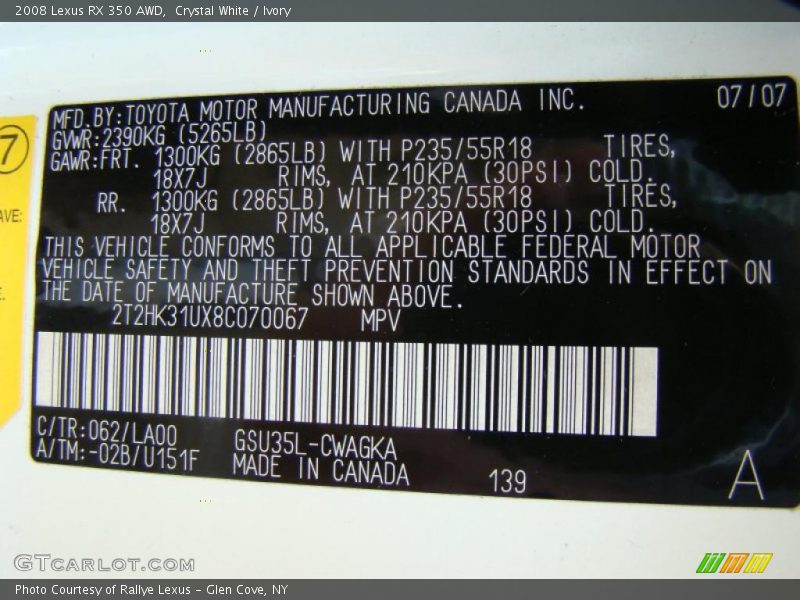 2008 Lexus RX 350 AWD, Crystal White / Ivory
MFD.BY:TOYOTA MOTOR MANUFACTURING CANADA INC. 07/07
GWR:2390KG (5265LB)
GAWR:FRT. 1300KG (2865LB) WITH P235/55R18 TIRES,
18X7J RIMS, AT 210KPA (30PSI) COLD.
RR. 1300KG (2865LB) WITH P235/55R18 TIRES,
18X7J RIMS, AT 210KPA (30PSI) COLD.
THIS VEHICLE CONFORMS TO ALL APPLICABLE FEDERAL MOTOR
VEHICLE SAFETY AND THEFT PREVENTION STANDARDS IN EFFECT ON
THE DATE OF MANUFACTURE SHOWN ABOVE.
2T2HK31UX8C070067 MPV
C/TR:062/LA00 GSU35L-CWAGKA
A/TM:-02B/U151F MADE IN CANADA 139 A
7
AVE:
E.
GTCARLOT.COM
Photo Courtesy of Rallye Lexus - Glen Cove, NY